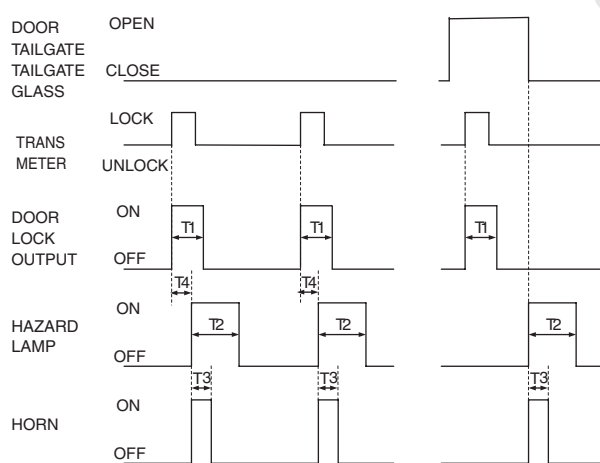 DOOR
TAILGATE
TAILGATE
GLASS
OPEN
CLOSE
TRANS
METER
LOCK
UNLOCK
DOOR
LOCK
OUTPUT
ON
OFF
T1
T1
T1
T4
T4
HAZARD
LAMP
ON
OFF
T2
T2
T2
T3
T3
T3
HORN
ON
OFF